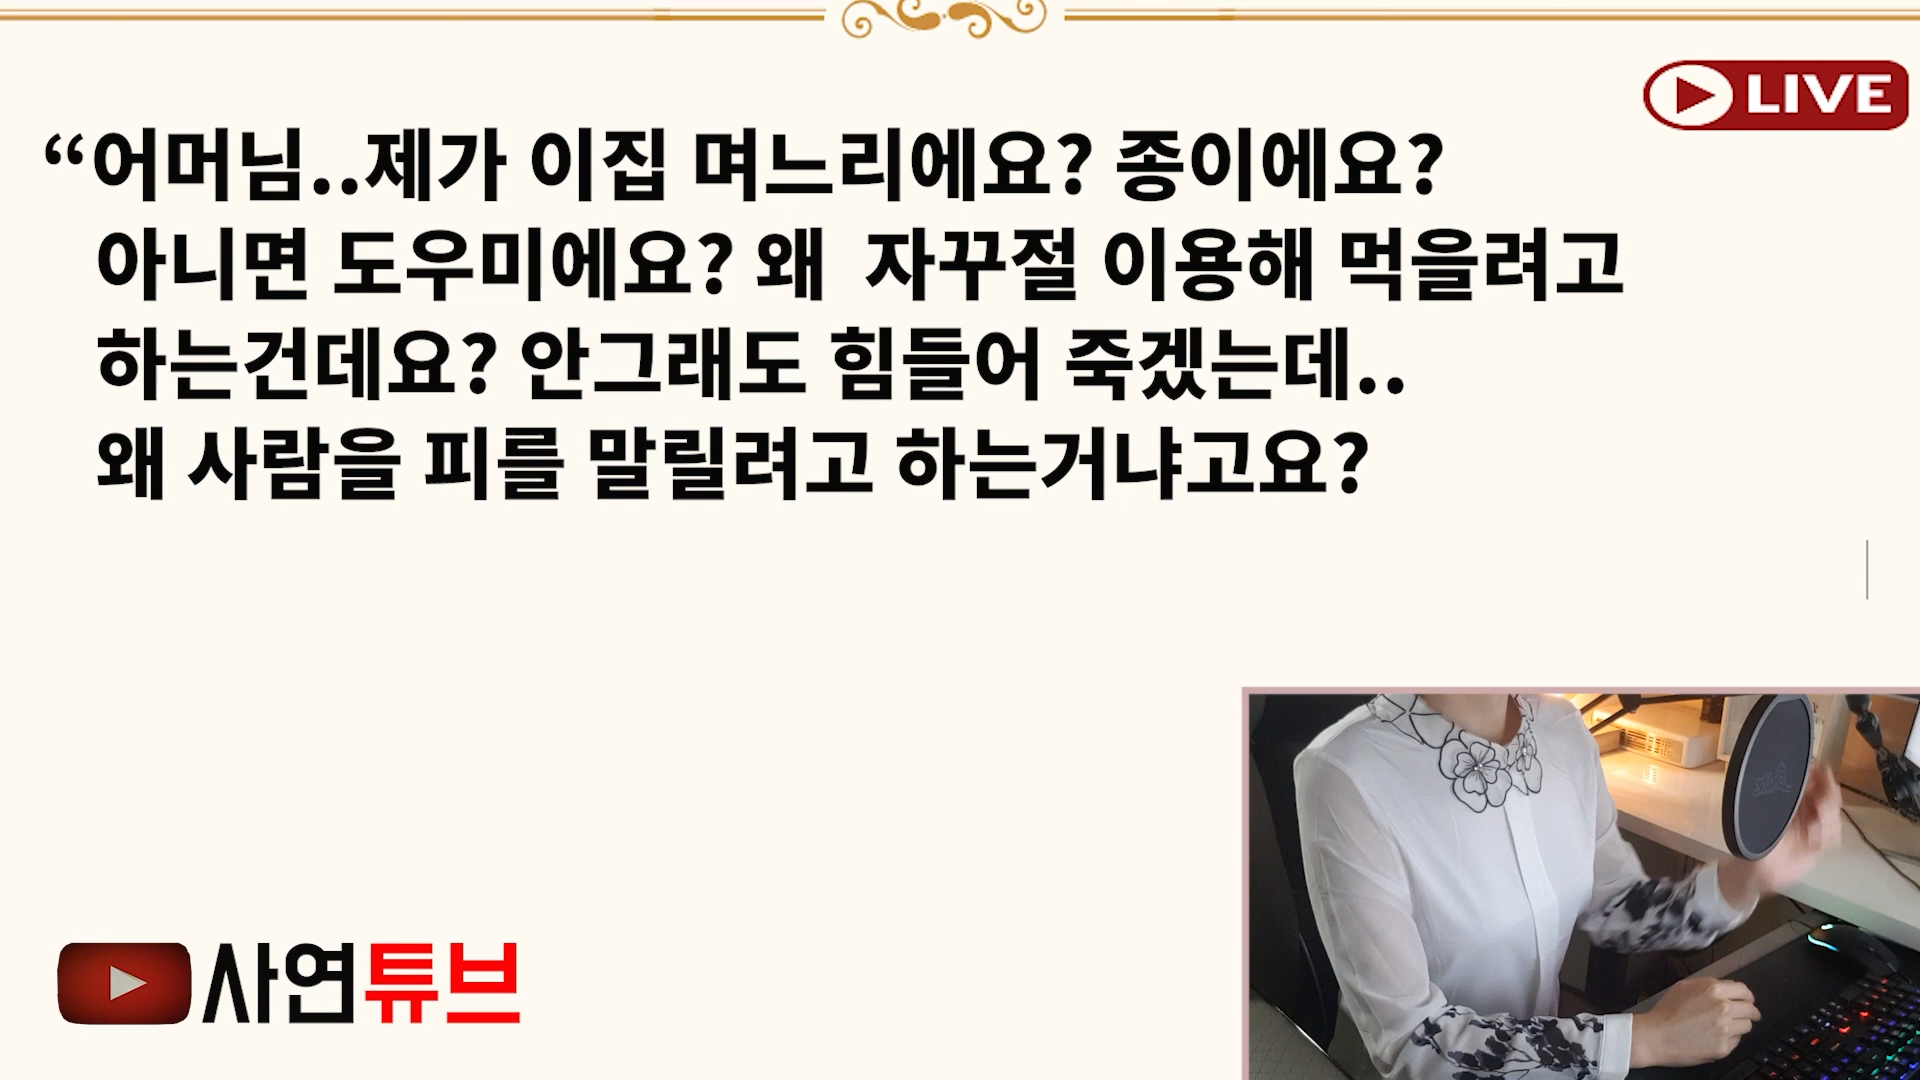 LIVE
“어머님..제가 이집 며느리에요? 종이에요?
아니면 도우미에요? 왜  자꾸절 이용해 먹을려고
하는건데요? 안그래도 힘들어 죽겠는데..
왜 사람을 피를 말릴려고 하는거냐고요?
사연튜브